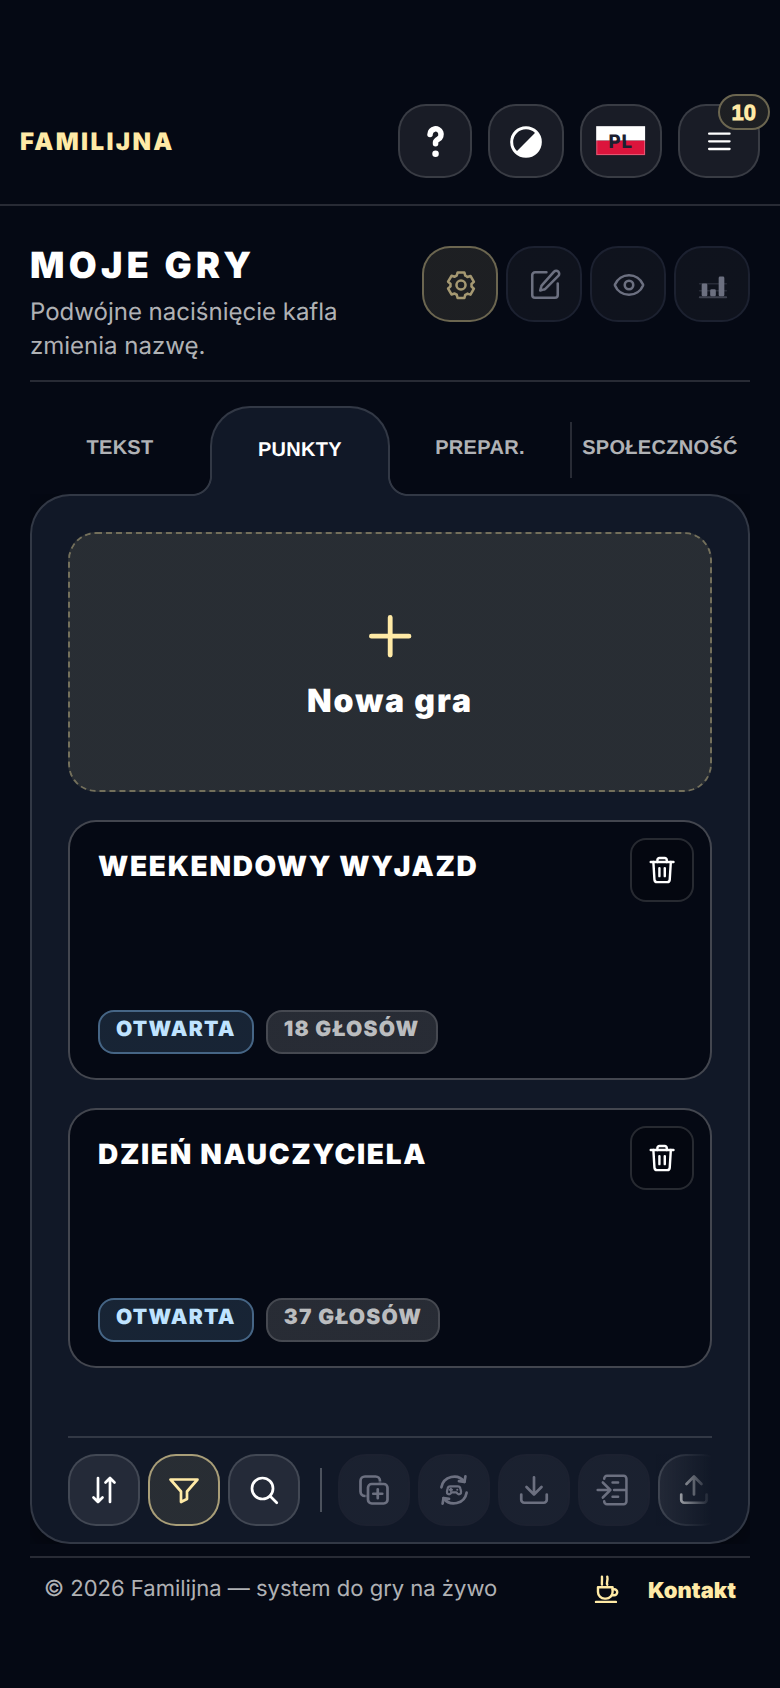 FAMILIJNA
?
PL
10
MOJE GRY
Podwójne naciśnięcie kafla
zmienia nazwę.
TEKST
PUNKTY
PREPAR.
SPOŁECZNOŚĆ
Nowa gra
WEEKENDOWY WYJAZD
OTWARTA
18 GŁOSÓW
DZIEŃ NAUCZYCIELA
OTWARTA
37 GŁOSÓW
© 2026 Familijna — system do gry na żywo
Kontakt